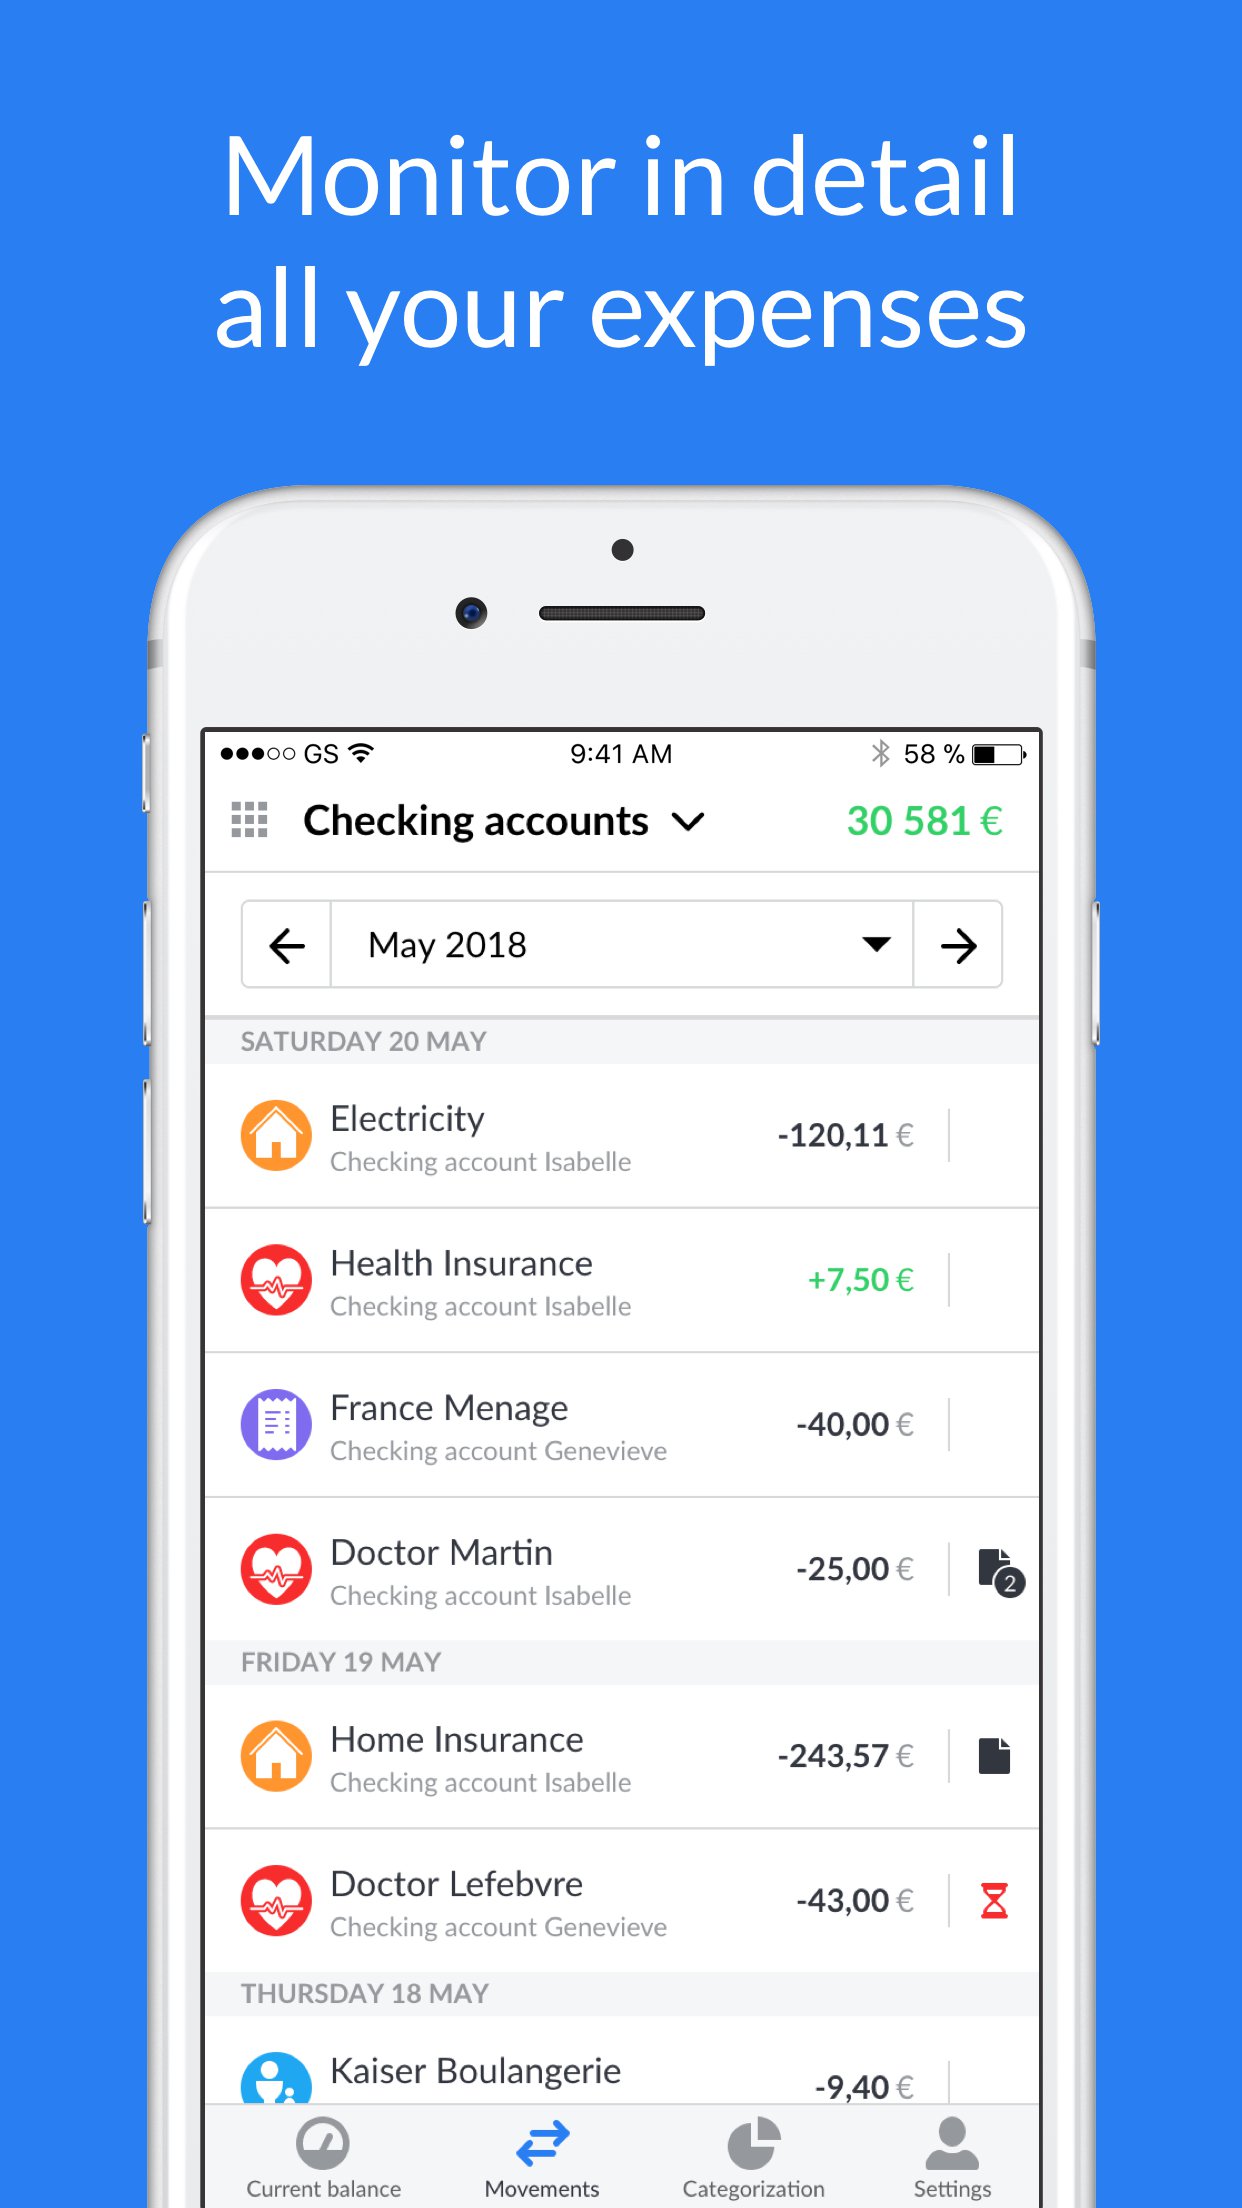 Monitor in detail
all your expenses
GS 9:41 AM 58 %
Checking accounts 30 581 €
May 2018
SATURDAY 20 MAY
Electricity
-120,11 €
Checking account Isabelle
Health Insurance
+7,50 €
Checking account Isabelle
France Menage
-40,00 €
Checking account Genevieve
Doctor Martin
-25,00 €
2
Checking account Isabelle
FRIDAY 19 MAY
Home Insurance
-243,57 €
Checking account Isabelle
Doctor Lefebvre
-43,00 €
Checking account Genevieve
THURSDAY 18 MAY
Kaiser Boulangerie
-9,40 €
Current balance Movements Categorization Settings